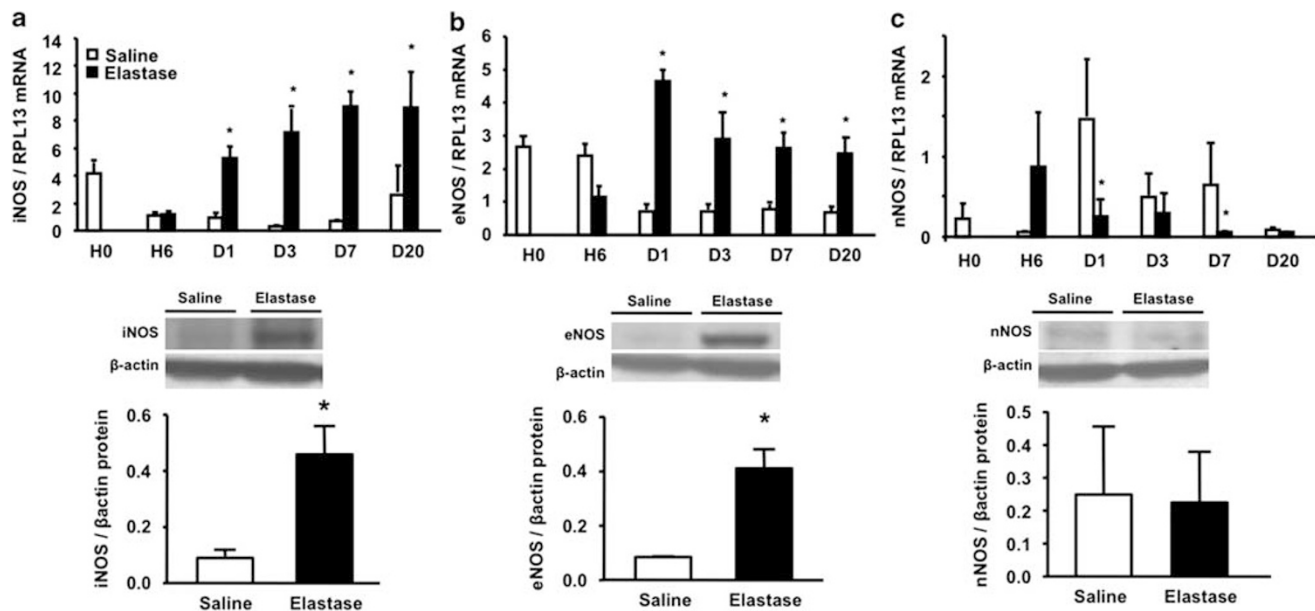 a
iNOS / RPL13 mRNA
14
12
10
8
6
4
2
0
Saline
Elastase
* * * *
H0 H6 D1 D3 D7 D20
Saline Elastase
iNOS
β-actin
iNOS / βactin protein
0.6
0.4
0.2
0.0
*
Saline Elastase
b
eNOS / RPL13 mRNA
6
5
4
3
2
1
0
* * * *
H0 H6 D1 D3 D7 D20
Saline Elastase
eNOS
β-actin
eNOS / βactin protein
0.6
0.4
0.2
0.0
*
Saline Elastase
c
nNOS / RPL13 mRNA
2
1
0
* *
H0 H6 D1 D3 D7 D20
Saline Elastase
nNOS
β-actin
nNOS / βactin protein
0.5
0.4
0.3
0.2
0.1
0.0
Saline Elastase